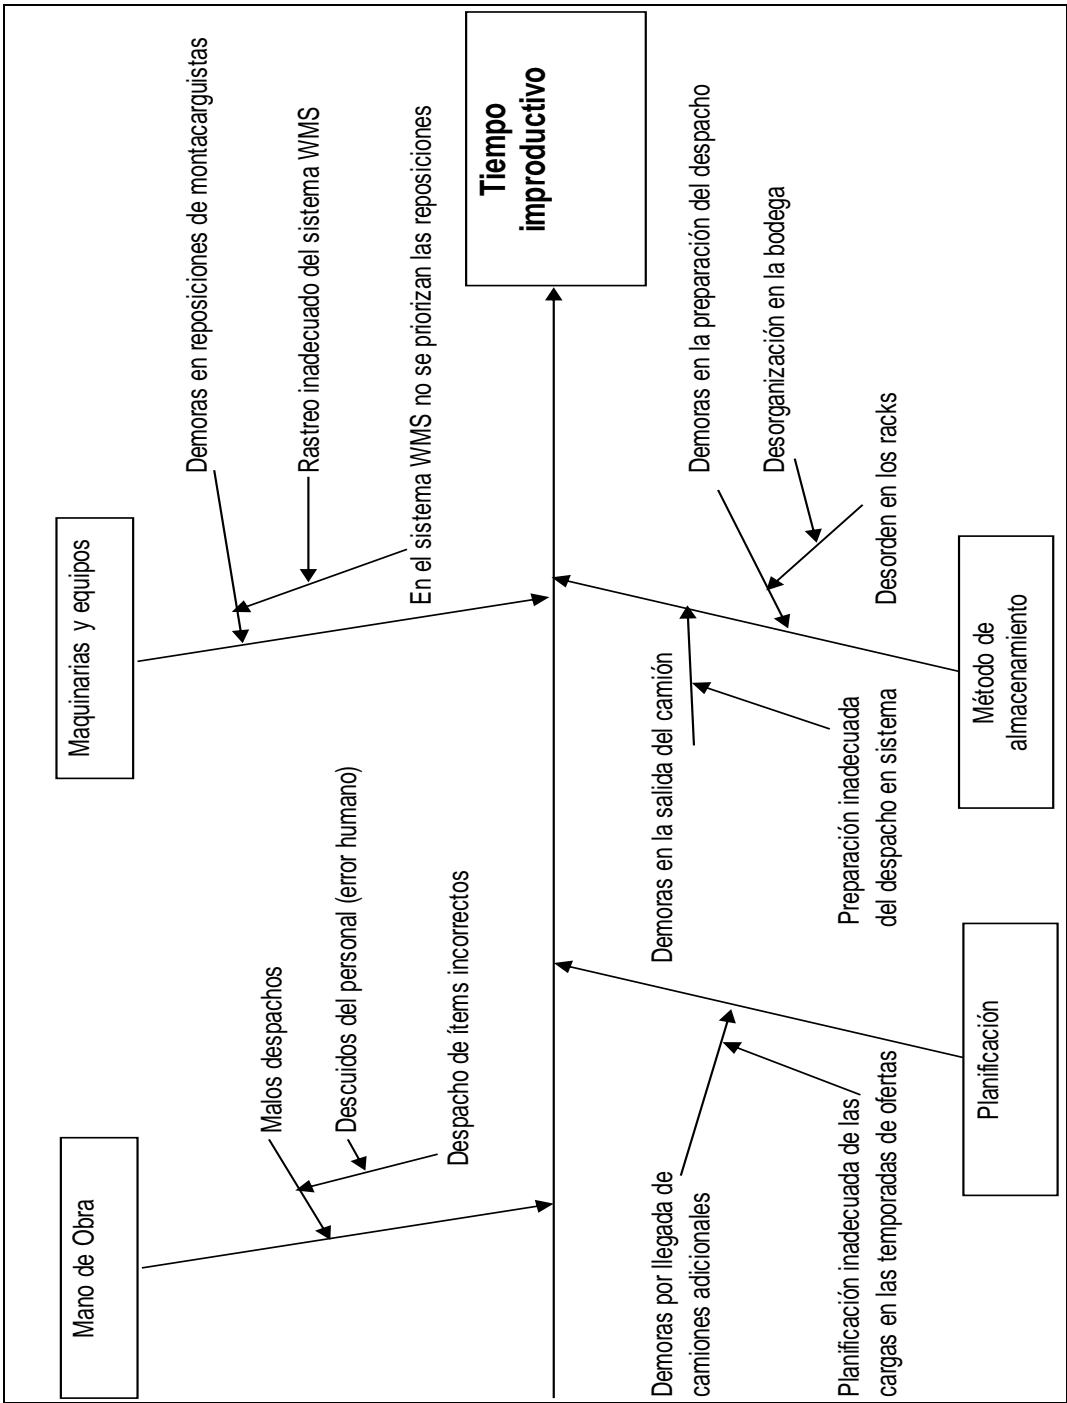 Mano de Obra
Malos despachos
Descuidos del personal (error humano)
Despacho de ítems incorrectos
Maquinarias y equipos
Demoras en reposiciones de montacarguistas
Rastreo inadecuado del sistema WMS
En el sistema WMS no se priorizan las reposiciones
Tiempo
improductivo
Demoras por llegada de
camiones adicionales
Planificación inadecuada de las
cargas en las temporadas de ofertas
Planificación
Demoras en la salida del camión
Preparación inadecuada
del despacho en sistema
Demoras en la preparación del despacho
Desorganización en la bodega
Desorden en los racks
Método de
almacenamiento